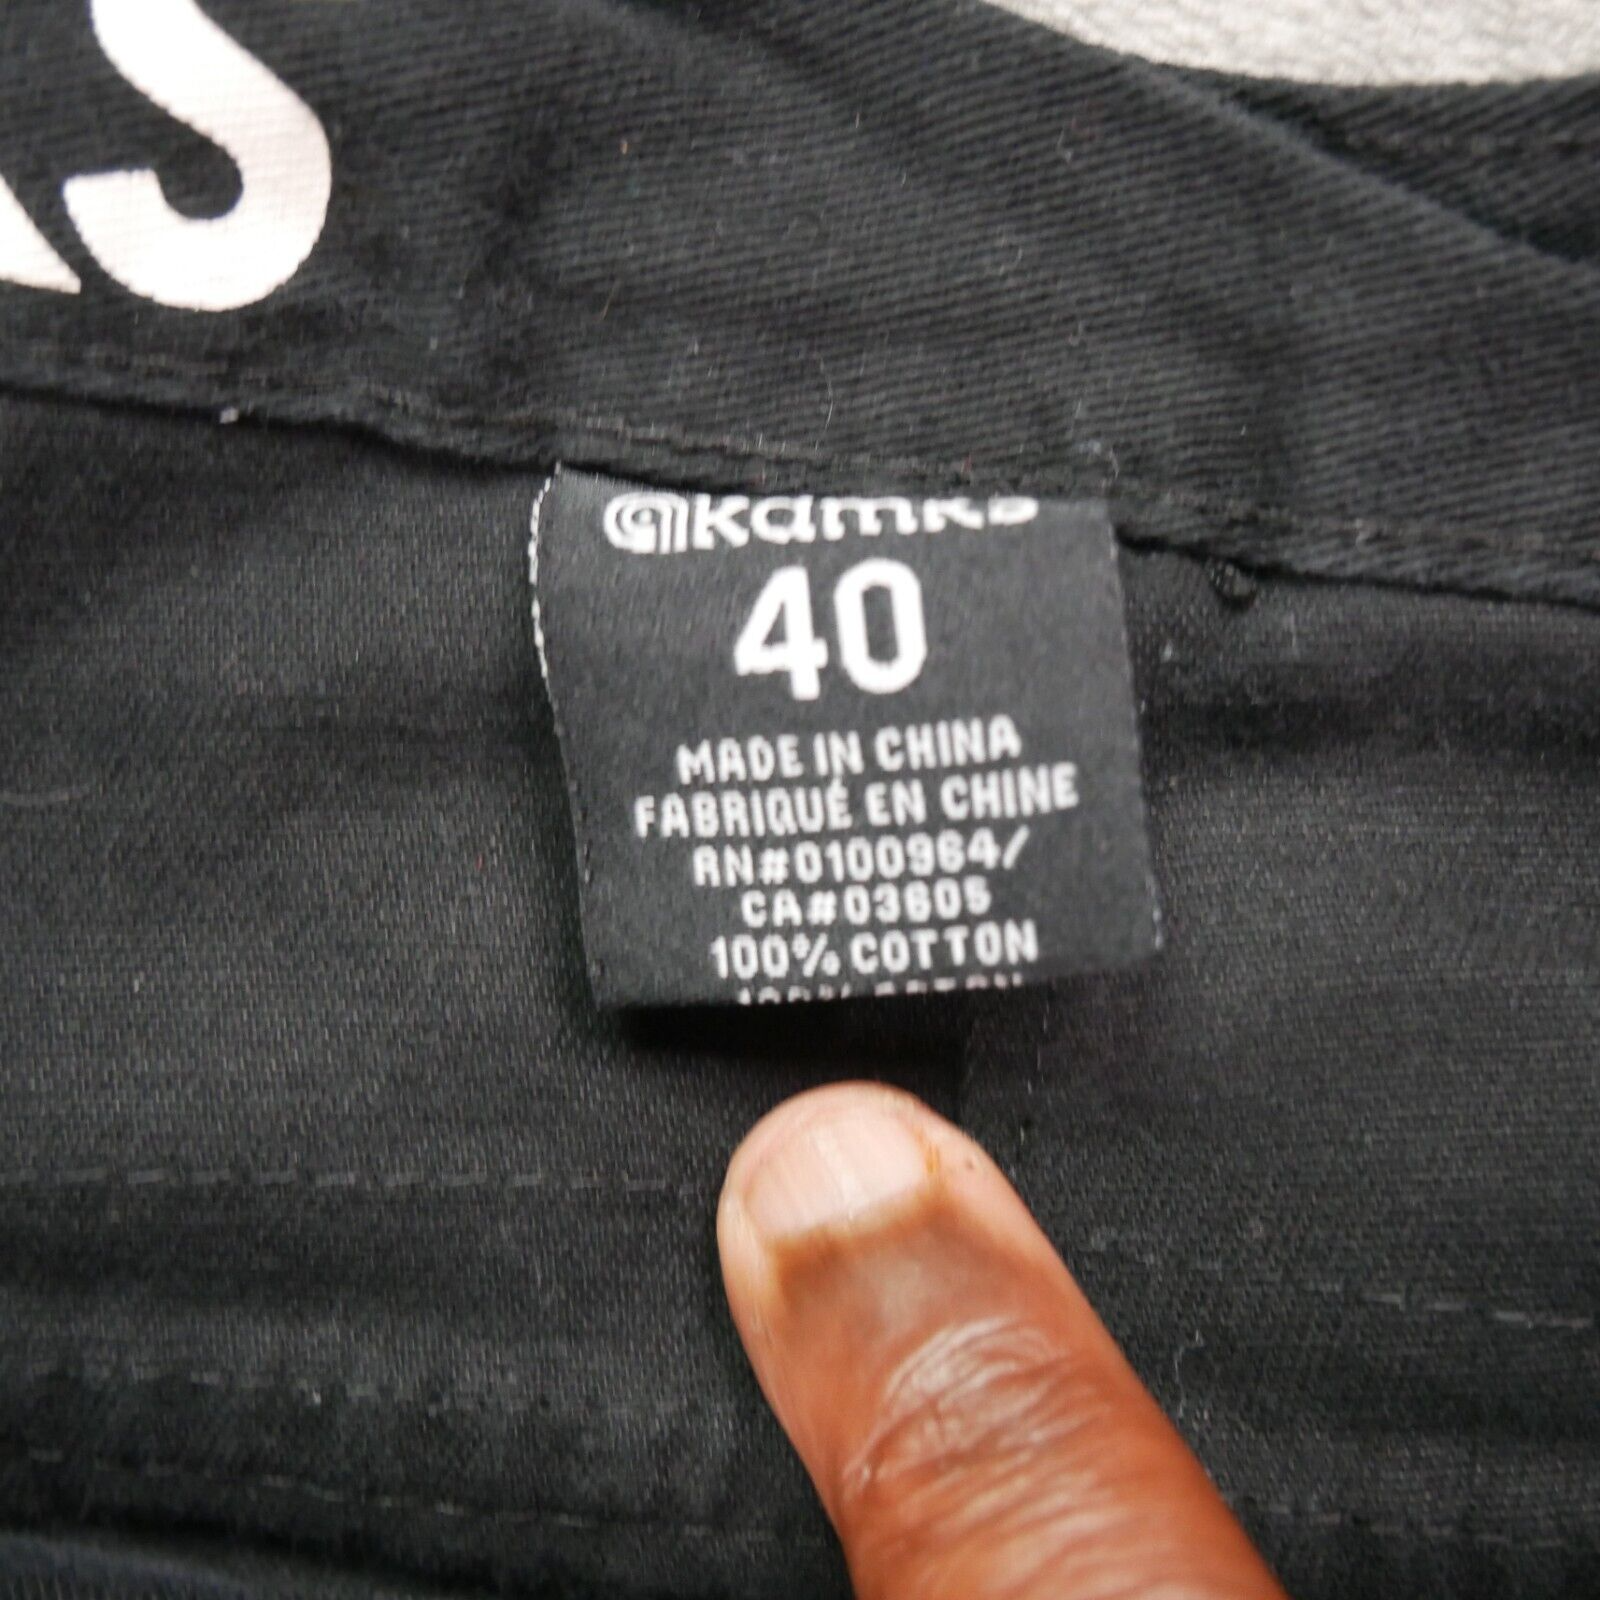 S
40
MADE IN CHINA
FABRIQUÉ EN CHINE
RN#0100964/
CA#03605
100% COTTON